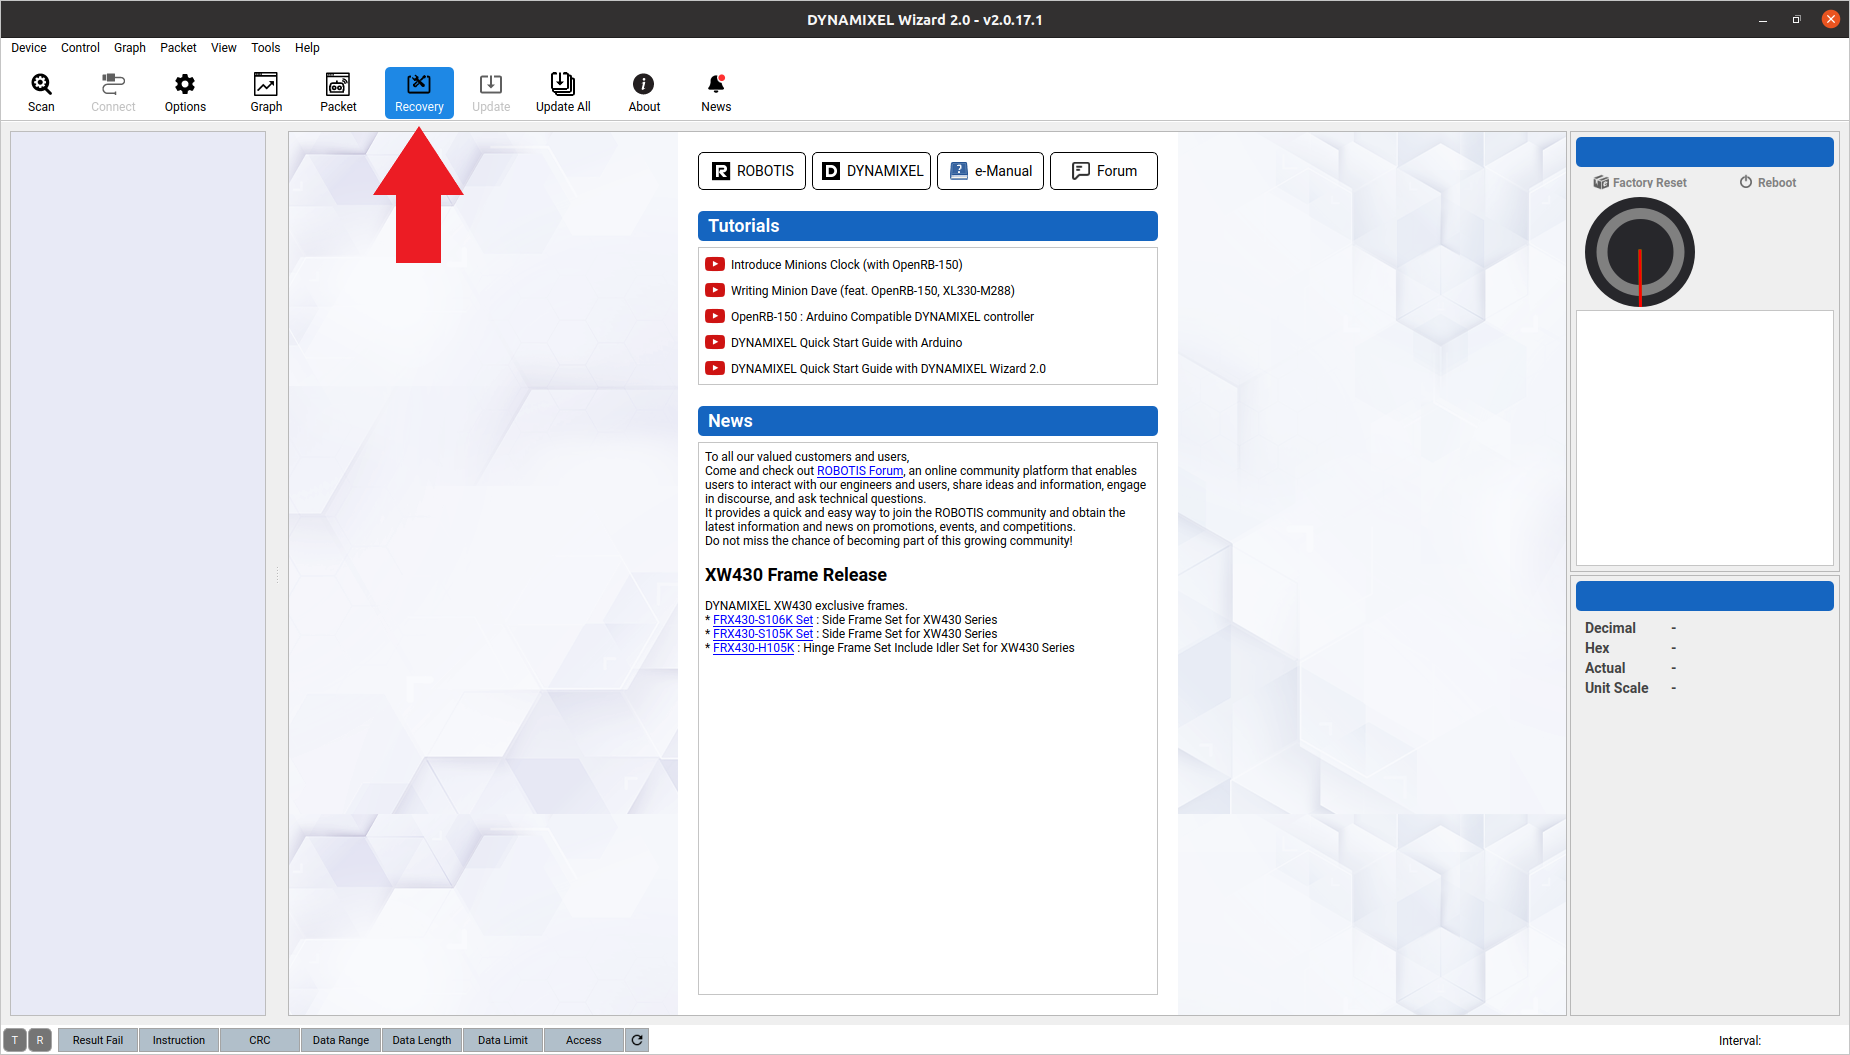 DYNAMIXEL Wizard 2.0 - v2.0.17.1
Device Control Graph Packet View Tools Help
Scan Connect Options Graph Packet Recovery Update Update All About News
ROBOTIS DYNAMIXEL e-Manual Forum
Tutorials
Introduce Minions Clock (with OpenRB-150)
Writing Minion Dave (feat. OpenRB-150, XL330-M288)
OpenRB-150 : Arduino Compatible DYNAMIXEL controller
DYNAMIXEL Quick Start Guide with Arduino
DYNAMIXEL Quick Start Guide with DYNAMIXEL Wizard 2.0
News
To all our valued customers and users,
Come and check out ROBOTIS Forum, an online community platform that enables
users to interact with our engineers and users, share ideas and information, engage
in discourse, and ask technical questions.
It provides a quick and easy way to join the ROBOTIS community and obtain the
latest information and news on promotions, events, and competitions.
Do not miss the chance of becoming part of this growing community!
XW430 Frame Release
DYNAMIXEL XW430 exclusive frames.
* FRX430-S106K Set : Side Frame Set for XW430 Series
* FRX430-S105K Set : Side Frame Set for XW430 Series
* FRX430-H105K : Hinge Frame Set Include Idler Set for XW430 Series
Factory Reset Reboot
Decimal -
Hex -
Actual -
Unit Scale -
T R Result Fail Instruction CRC Data Range Data Length Data Limit Access
Interval: